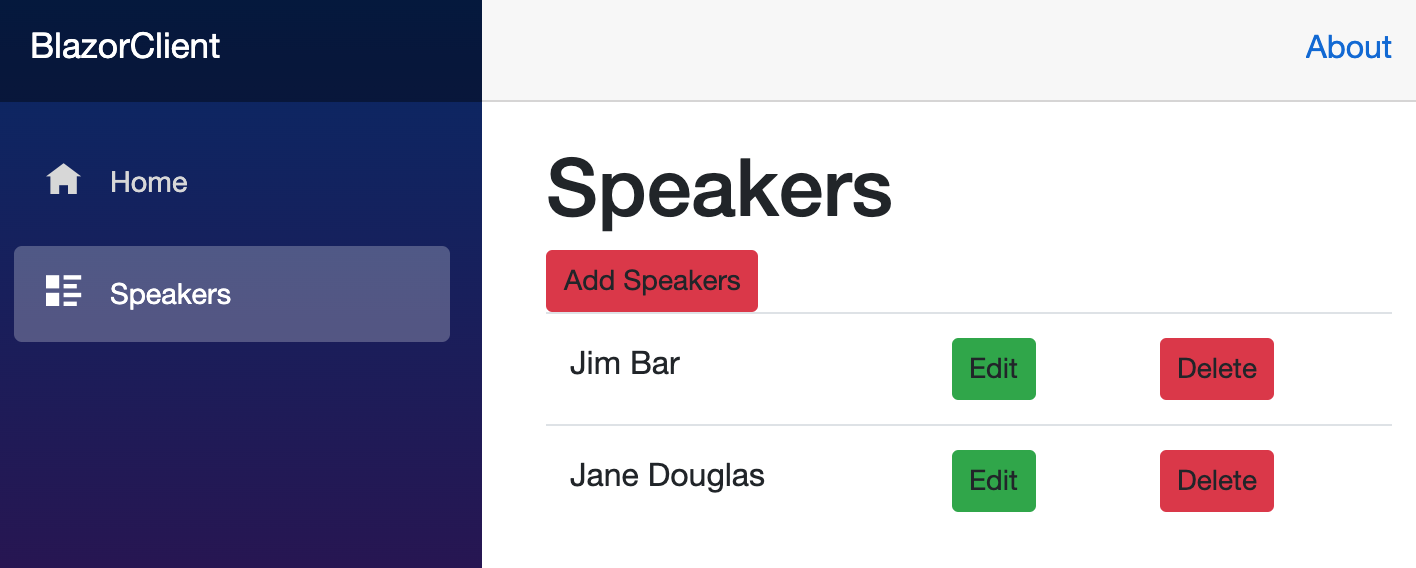 BlazorClient
About
Home
Speakers
Speakers
Add Speakers
Jim Bar Edit Delete
Jane Douglas Edit Delete